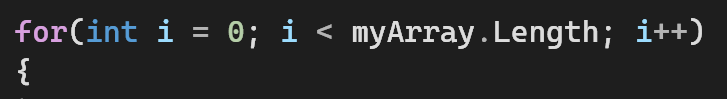 for(int i = 0; i < myArray.Length; i++)
{